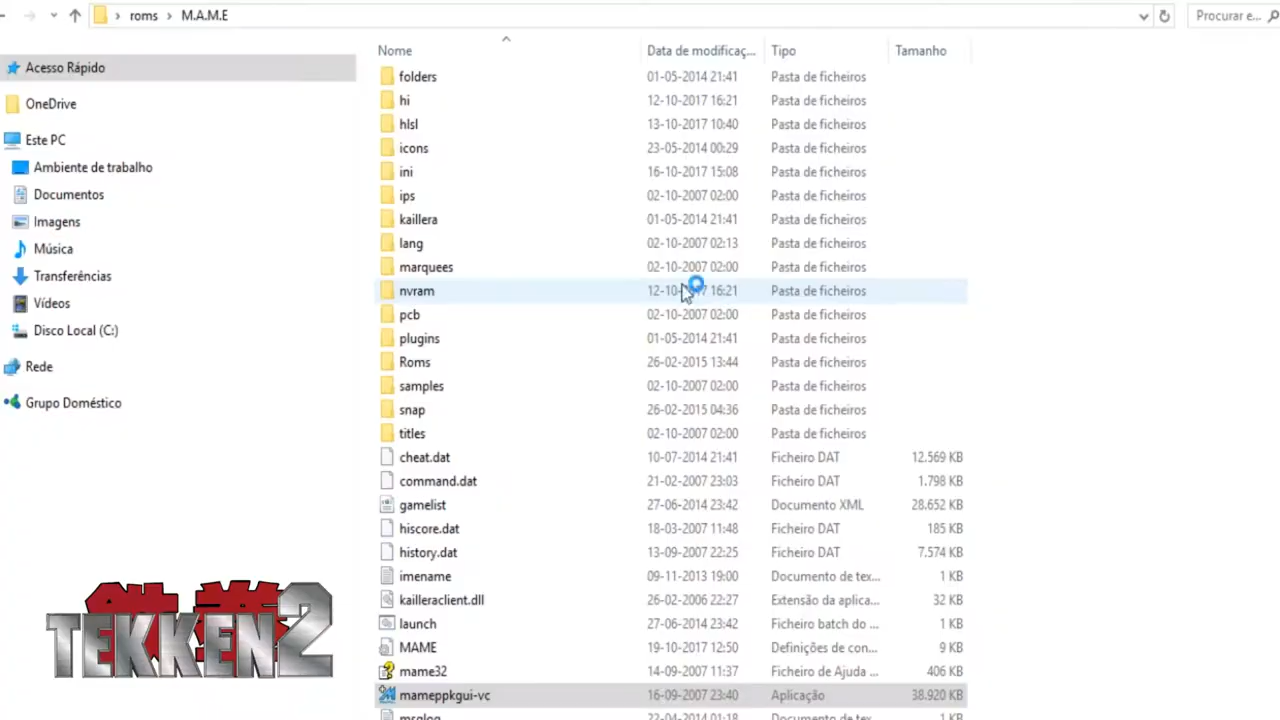 roms > M.A.M.E
Procurar e...
Nome Data de modificaç... Tipo Tamanho
Acesso Rápido
OneDrive
Este PC
Ambiente de trabalho
Documentos
Imagens
Música
Transferências
Vídeos
Disco Local (C:)
Rede
Grupo Doméstico
folders 01-05-2014 21:41 Pasta de ficheiros
hi 12-10-2017 16:21 Pasta de ficheiros
hlsl 13-10-2017 10:40 Pasta de ficheiros
icons 23-05-2014 00:29 Pasta de ficheiros
ini 16-10-2017 15:08 Pasta de ficheiros
ips 02-10-2007 02:00 Pasta de ficheiros
kaillera 01-05-2014 21:41 Pasta de ficheiros
lang 02-10-2007 02:13 Pasta de ficheiros
marquees 02-10-2007 02:00 Pasta de ficheiros
nvram 16:21 Pasta de ficheiros
pcb 02-10-2007 02:00 Pasta de ficheiros
plugins 01-05-2014 21:41 Pasta de ficheiros
Roms 26-02-2015 13:44 Pasta de ficheiros
samples 02-10-2007 02:00 Pasta de ficheiros
snap 26-02-2015 04:36 Pasta de ficheiros
titles 02-10-2007 02:00 Pasta de ficheiros
cheat.dat 10-07-2014 21:41 Ficheiro DAT 12.569 KB
command.dat 21-02-2007 23:03 Ficheiro DAT 1.798 KB
gamelist 27-06-2014 23:42 Documento XML 28.652 KB
hiscore.dat 18-03-2007 11:48 Ficheiro DAT 185 KB
history.dat 13-09-2007 22:25 Ficheiro DAT 7.574 KB
imename 09-11-2013 19:00 Documento de tex... 1 KB
kailleraclient.dll 26-02-2006 22:27 Extensão da aplica... 32 KB
launch 27-06-2014 23:42 Ficheiro batch do ... 1 KB
MAME 19-10-2017 12:50 Definições de con... 9 KB
mame32 14-09-2007 11:37 Ficheiro de Ajuda ... 406 KB
mameppkgui-vc 16-09-2007 23:40 Aplicação 38.920 KB
msglog 22-04-2014 01:18 Documento de tex... 1 KB
TEKKEN 2